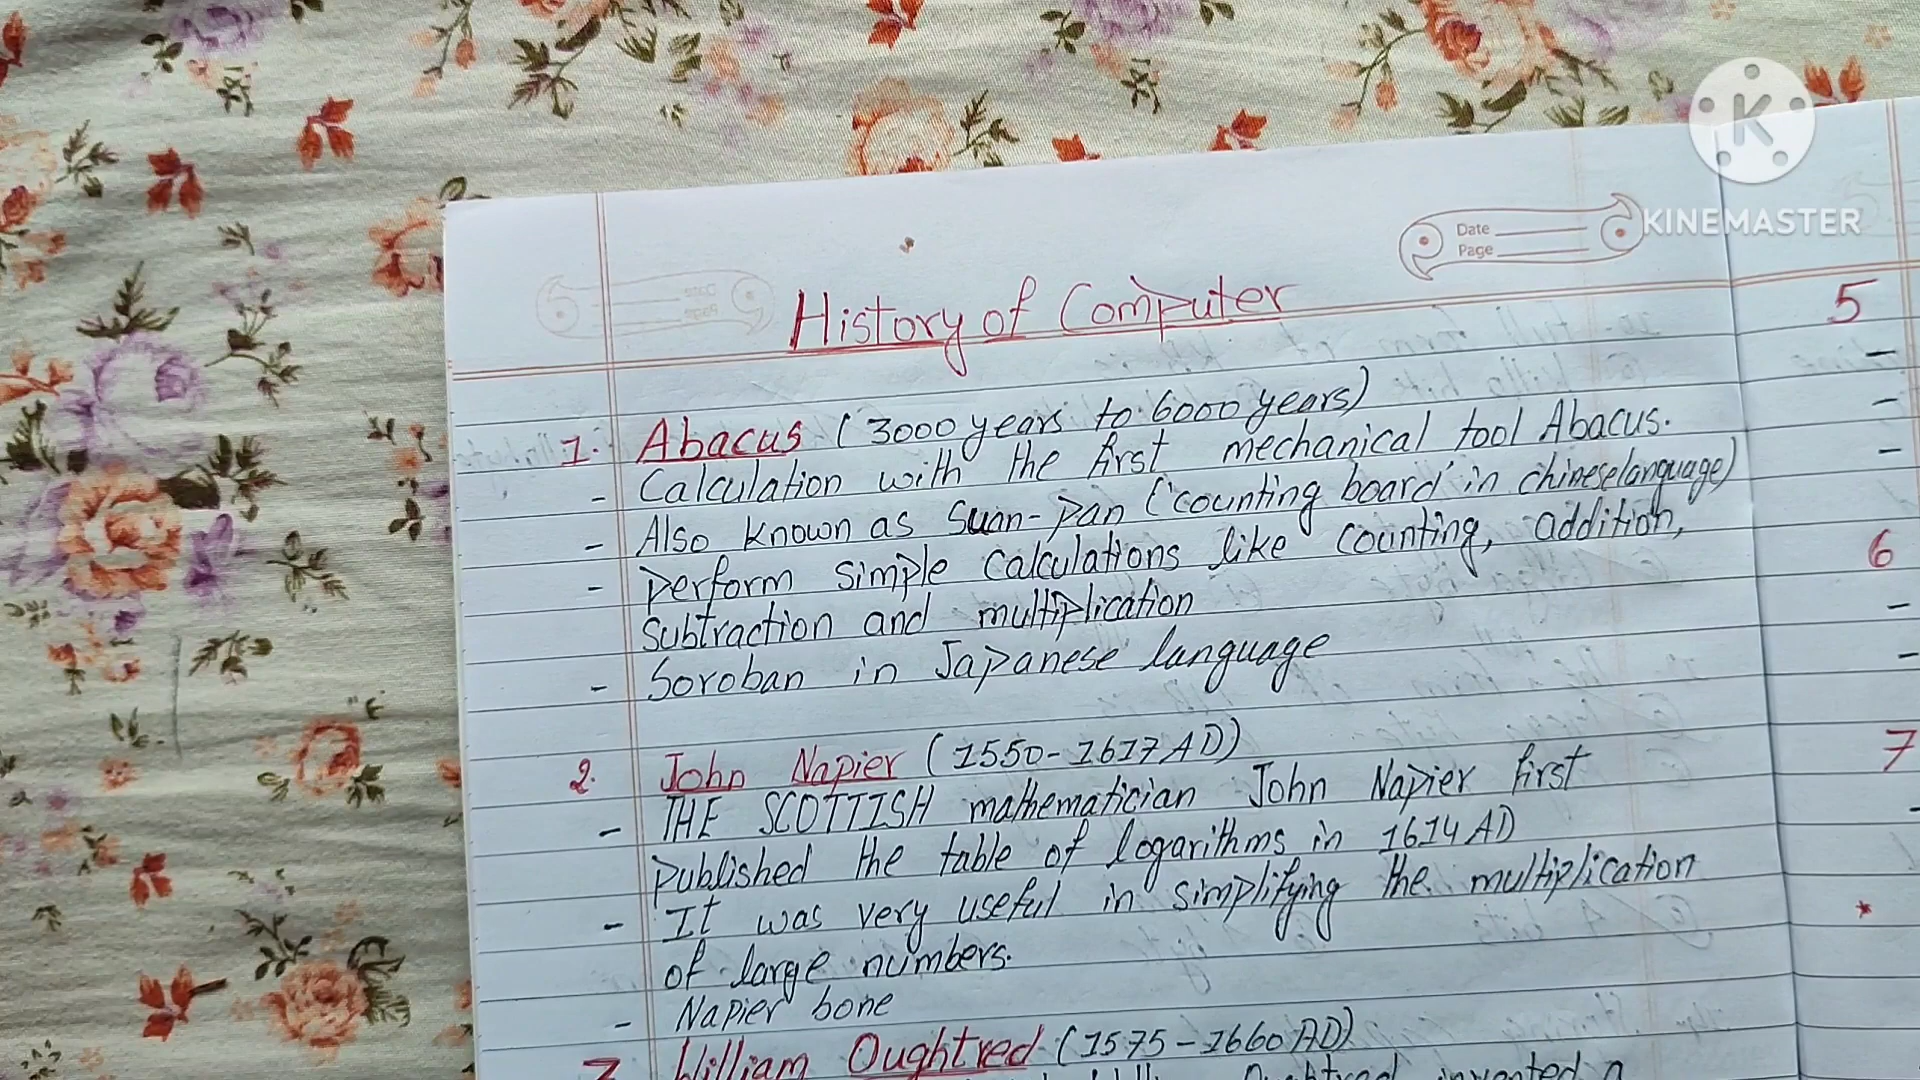 KINEMASTER
Date
Page
History of Computer
1. Abacus (3000 years to 6000 years)
- Calculation with the first mechanical tool Abacus.
- Also known as Suan-pan ('counting board' in chinese language)
- perform simple calculations like counting, addition,
subtraction and multiplication
- Soroban in Japanese language
2. John Napier (1550-1617 AD)
- THE SCOTTISH mathematician John Napier first
published the table of logarithms in 1614 AD
- It was very useful in simplifying the multiplication
of large numbers.
- Napier bone
3 William Oughtred (1575-1660 AD)
Oughtred invented a
5
-
-
-
6
-
-
7